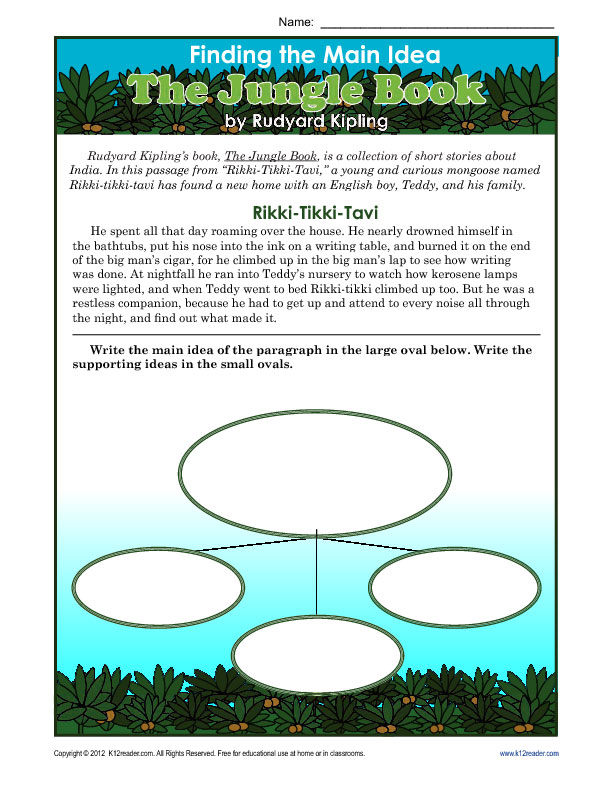 Name: ___________________________________
Finding the Main Idea
The Jungle Book
by Rudyard Kipling
Rudyard Kipling's book, The Jungle Book, is a collection of short stories about
India. In this passage from "Rikki-Tikki-Tavi," a young and curious mongoose named
Rikki-tikki-tavi has found a new home with an English boy, Teddy, and his family.
Rikki-Tikki-Tavi
He spent all that day roaming over the house. He nearly drowned himself in
the bathtubs, put his nose into the ink on a writing table, and burned it on the end
of the big man's cigar, for he climbed up in the big man's lap to see how writing
was done. At nightfall he ran into Teddy's nursery to watch how kerosene lamps
were lighted, and when Teddy went to bed Rikki-tikki climbed up too. But he was a
restless companion, because he had to get up and attend to every noise all through
the night, and find out what made it.
Write the main idea of the paragraph in the large oval below. Write the
supporting ideas in the small ovals.
Copyright © 2012 K12reader.com. All Rights Reserved. Free for educational use at home or in classrooms.
www.k12reader.com